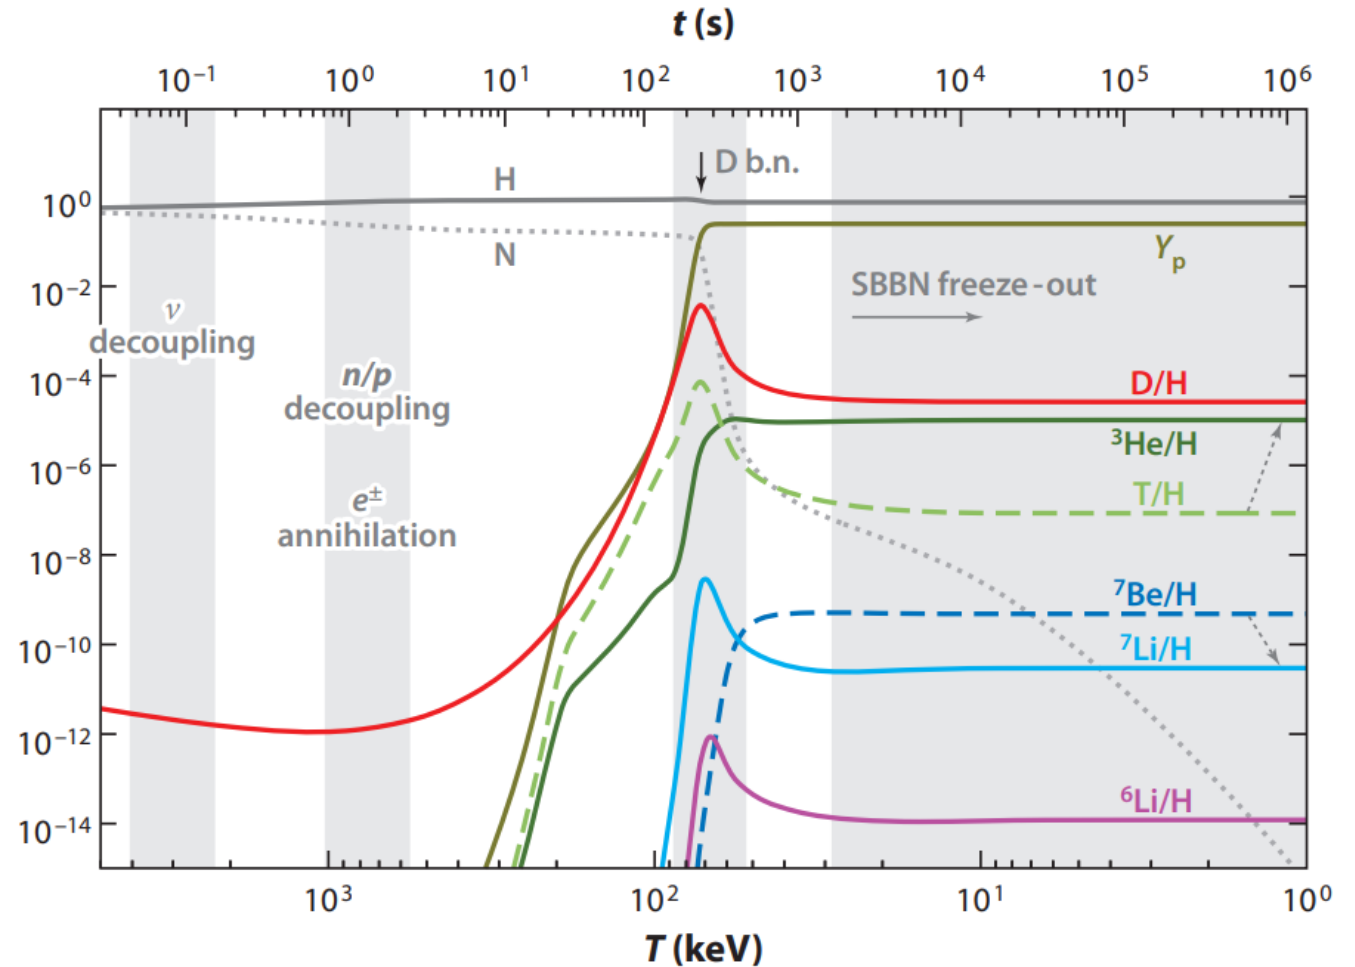 t (s)
10⁻¹ 10⁰ 10¹ 10² 10³ 10⁴ 10⁵ 10⁶
D b.n.
H
10⁰
N
Yₚ
10⁻²
SBBN freeze-out
ν
decoupling
10⁻⁴
n/p
decoupling
D/H
³He/H
10⁻⁶
T/H
e±
annihilation
10⁻⁸
⁷Be/H
10⁻¹⁰
⁷Li/H
10⁻¹²
⁶Li/H
10⁻¹⁴
10³ 10² 10¹ 10⁰
T (keV)